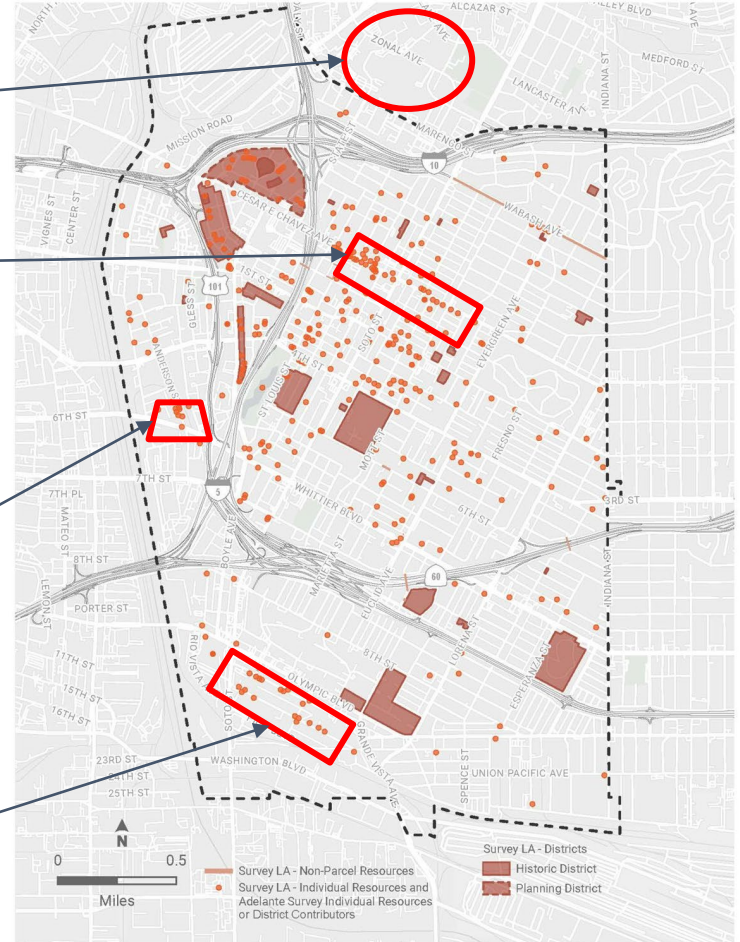 NORTH
ALCAZAR ST
LLEY BLVD
AVE
ZONAL AVE
MEDFORD ST
INDIANA ST
LANCASTER AVE
MISSION ROAD
STATE ST
MARENGO ST
10
WABASH AVE
VIGNES ST
CENTER ST
CESAR E CHAVEZ AVE
101
1ST ST
GLESS ST
SOTO ST
EVERGREEN AVE
4TH ST
ANDERSON S
ST LOUIS ST
6TH ST
MOTT ST
FRESNO ST
7TH ST
5
7TH PL
MATEO ST
WHITTIER BLVD
6TH ST
3RD ST
8TH ST
BOYLE AVE
MARIETTA ST
EUCLID AVE
60
INDIANA ST
LEMON ST
PORTER ST
LORENA ST
11TH ST
RIO VISTA
8TH ST
ESPERANZA ST
15TH ST
OLYMPIC BLVD
16TH ST
SOTO ST
GRANDE VISTA AVE
23RD ST
WASHINGTON BLVD
24TH ST
SPENCE ST
UNION PACIFIC AVE
25TH ST
N
0
0.5
Miles
Survey LA - Non-Parcel Resources
Survey LA - Individual Resources and
Adelante Survey Individual Resources
or District Contributors
Survey LA - Districts
Historic District
Planning District